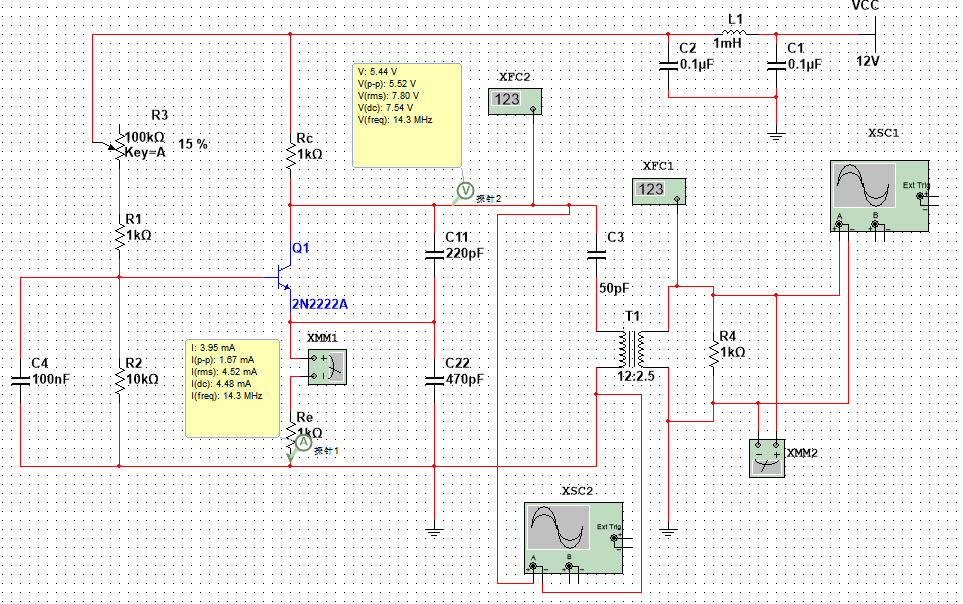 VCC
L1
1mH
C2
0.1µF
C1
0.1µF
12V
V: 5.44 V
V(p-p): 5.52 V
V(rms): 7.80 V
V(dc): 7.54 V
V(freq): 14.3 MHz
XFC2
123
R3
100kΩ
Key=A
15 %
Rc
1kΩ
XSC1
Ext Trig
A
B
XFC1
123
V
探针2
R1
1kΩ
C11
220pF
C3
50pF
Q1
2N2222A
T1
12:2.5
R4
1kΩ
I: 3.95 mA
I(p-p): 1.67 mA
I(rms): 4.52 mA
I(dc): 4.48 mA
I(freq): 14.3 MHz
XMM1
C4
100nF
R2
10kΩ
C22
470pF
Re
1kΩ
A
探针1
XMM2
XSC2
Ext Trig
A
B